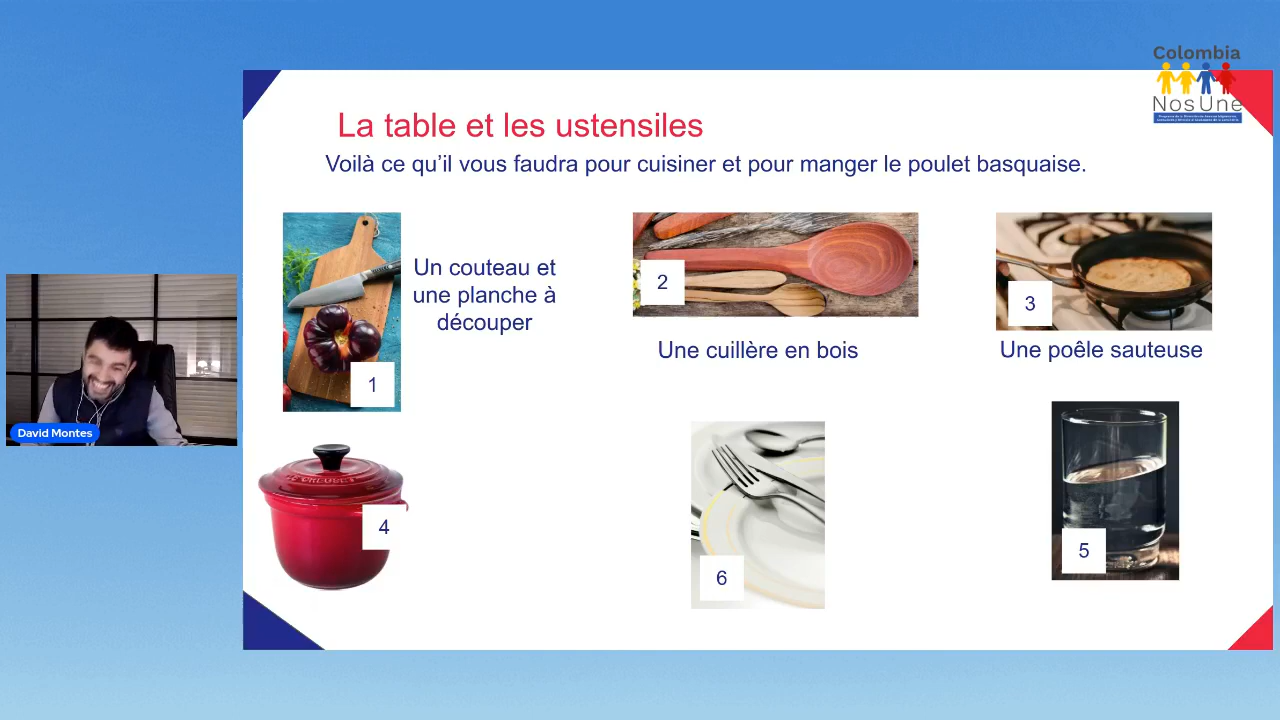 Colombia
NosUne
La table et les ustensiles
Voilà ce qu'il vous faudra pour cuisiner et pour manger le poulet basquaise.
Un couteau et
une planche à
découper
1
2
Une cuillère en bois
3
Une poêle sauteuse
David Montes
LE CREUSET
4
6
5